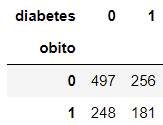 diabetes 0 1
obito
0 497 256
1 248 181